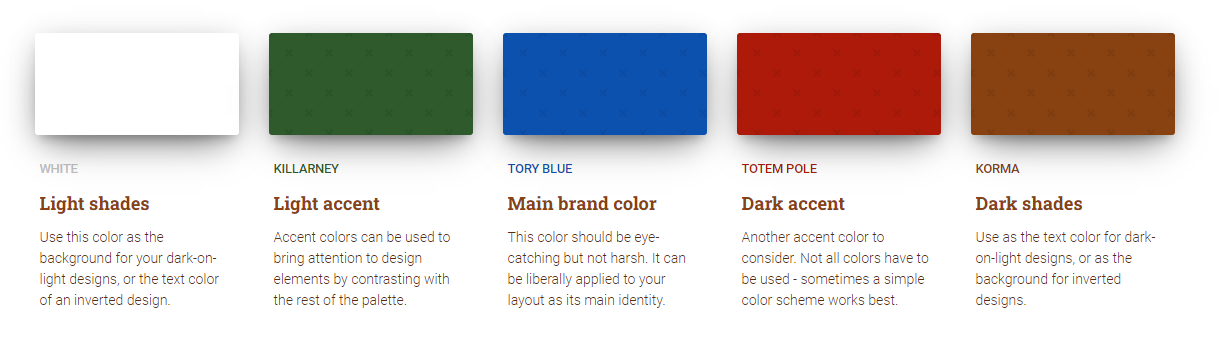 WHITE
Light shades
Use this color as the
background for your dark-on-
light designs, or the text color
of an inverted design.
KILLARNEY
Light accent
Accent colors can be used to
bring attention to design
elements by contrasting with
the rest of the palette.
TORY BLUE
Main brand color
This color should be eye-
catching but not harsh. It can
be liberally applied to your
layout as its main identity.
TOTEM POLE
Dark accent
Another accent color to
consider. Not all colors have to
be used - sometimes a simple
color scheme works best.
KORMA
Dark shades
Use as the text color for dark-
on-light designs, or as the
background for inverted
designs.